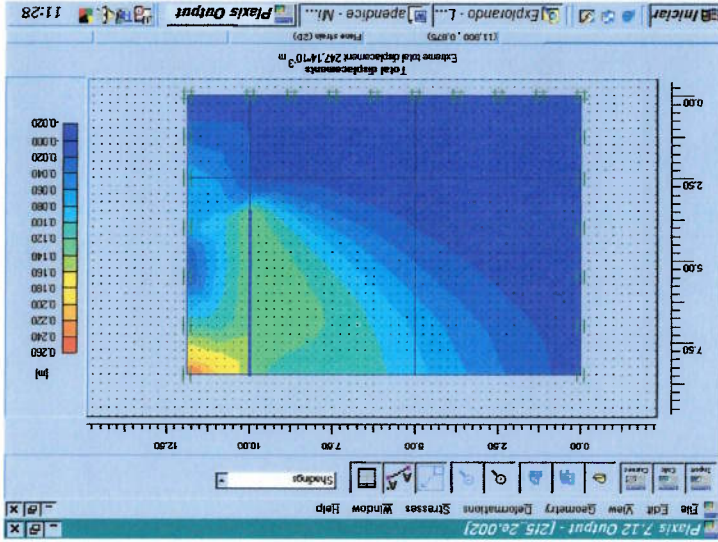 Plaxis 7.12 Output - [2f5_2e.002]
File Edit View Geometry Deformations Stresses Window Help
Input Calc Curves Shadings
0.00 2.50 5.00 7.50 10.00 12.50
7.50
5.00
2.50
0.00
[m]
0.260
0.240
0.220
0.200
0.180
0.160
0.140
0.120
0.100
0.080
0.060
0.040
0.020
-0.000
-0.020
Total displacements
Extreme total displacement 247,14*10-3 m
(11,000 , 0,875) Plane strain (2D)
Iniciar Explorando - L... apendice - Mi... Plaxis Output 11:28